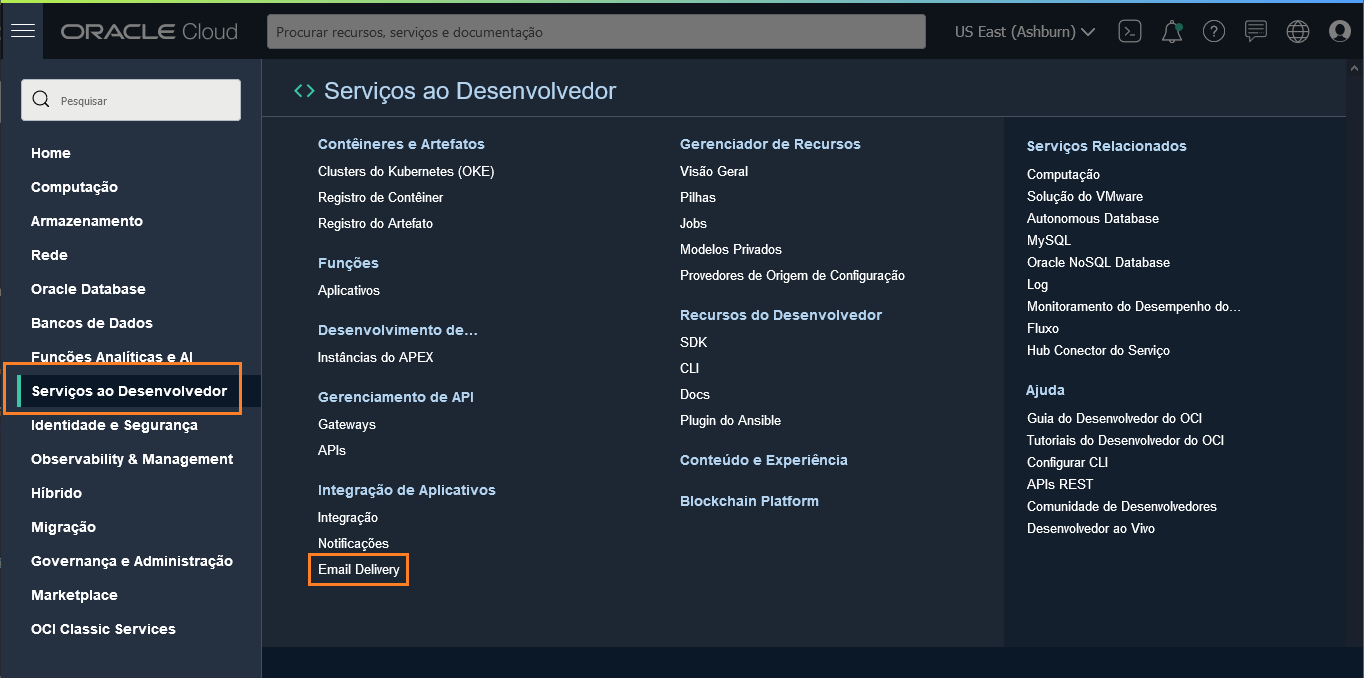 ORACLE Cloud
Procurar recursos, serviços e documentação
US East (Ashburn)
Pesquisar
Home
Computação
Armazenamento
Rede
Oracle Database
Bancos de Dados
Funções Analíticas e AI
Serviços ao Desenvolvedor
Identidade e Segurança
Observability & Management
Híbrido
Migração
Governança e Administração
Marketplace
OCI Classic Services
<> Serviços ao Desenvolvedor
Contêineres e Artefatos
Clusters do Kubernetes (OKE)
Registro de Contêiner
Registro do Artefato
Funções
Aplicativos
Desenvolvimento de...
Instâncias do APEX
Gerenciamento de API
Gateways
APIs
Integração de Aplicativos
Integração
Notificações
Email Delivery
Gerenciador de Recursos
Visão Geral
Pilhas
Jobs
Modelos Privados
Provedores de Origem de Configuração
Recursos do Desenvolvedor
SDK
CLI
Docs
Plugin do Ansible
Conteúdo e Experiência
Blockchain Platform
Serviços Relacionados
Computação
Solução do VMware
Autonomous Database
MySQL
Oracle NoSQL Database
Log
Monitoramento do Desempenho do...
Fluxo
Hub Conector do Serviço
Ajuda
Guia do Desenvolvedor do OCI
Tutoriais do Desenvolvedor do OCI
Configurar CLI
APIs REST
Comunidade de Desenvolvedores
Desenvolvedor ao Vivo